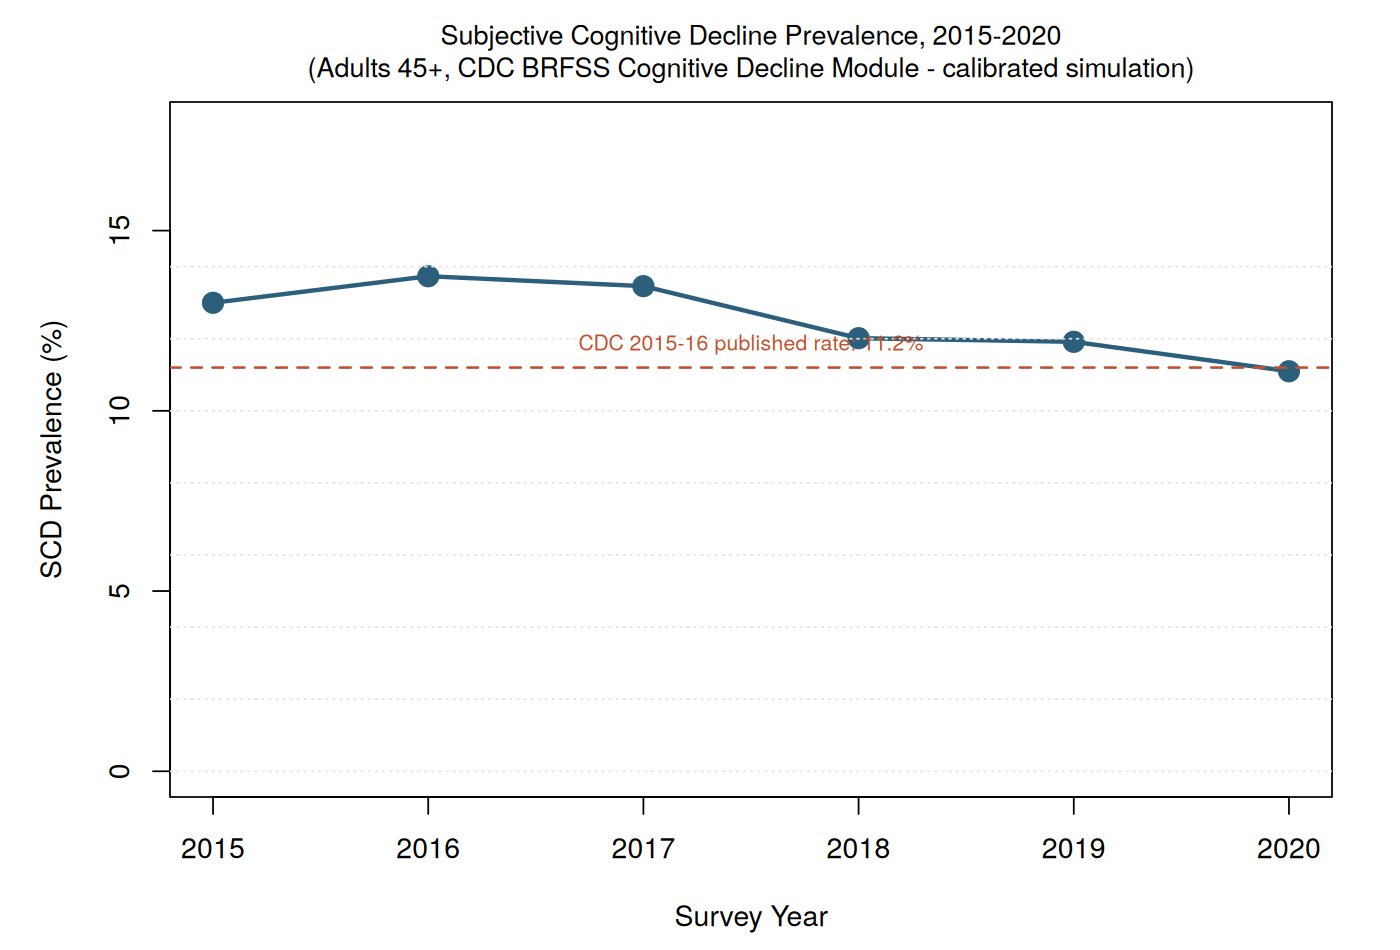 Subjective Cognitive Decline Prevalence, 2015-2020
(Adults 45+, CDC BRFSS Cognitive Decline Module - calibrated simulation)
SCD Prevalence (%)
15
10
5
0
CDC 2015-16 published rate: 11.2%
2015 2016 2017 2018 2019 2020
Survey Year